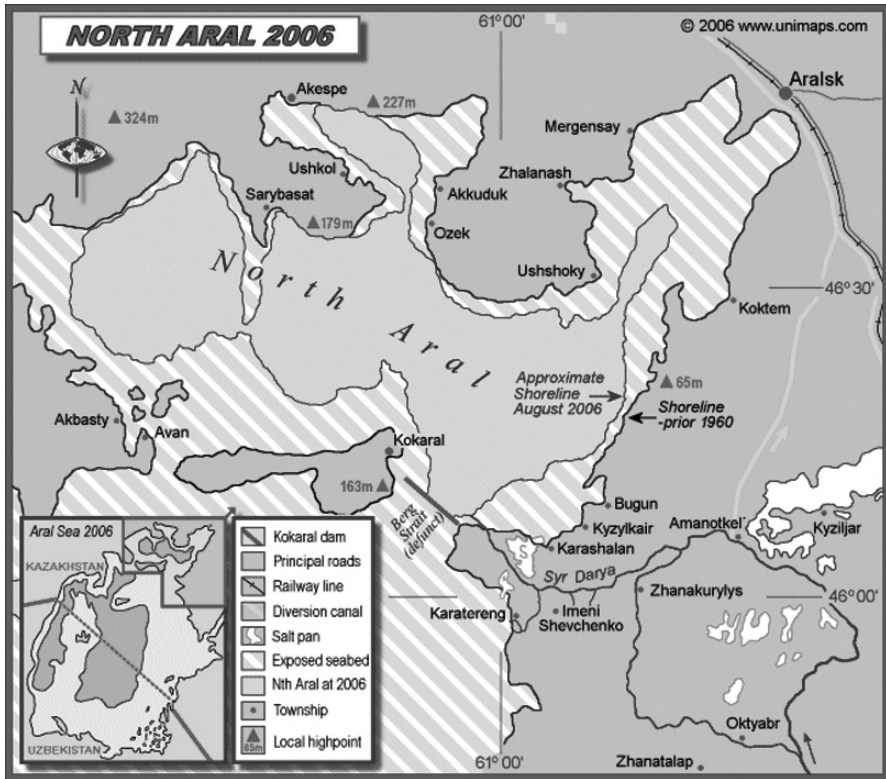 NORTH ARAL 2006
61°00'
© 2006 www.unimaps.com
N
324m
Akespe
227m
Aralsk
Mergensay
Ushkol
Zhalanash
Sarybasat
Akkuduk
179m
Ozek
North Aral
Ushshoky
46°30'
Koktem
Approximate
Shoreline
August 2006
65m
Shoreline
-prior 1960
Akbasty
Avan
Kokaral
163m
Berg
Strait
(defunct)
Bugun
Kyzylkair
Amanotkel'
Kyziljar
Karashalan
Syr Darya
Zhanakurylys
46°00'
Karatereng
Imeni
Shevchenko
Oktyabr
61°00'
Zhanatalap
Aral Sea 2006
KAZAKHSTAN
UZBEKISTAN
Kokaral dam
Principal roads
Railway line
Diversion canal
Salt pan
Exposed seabed
Nth Aral at 2006
Township
65m
Local highpoint